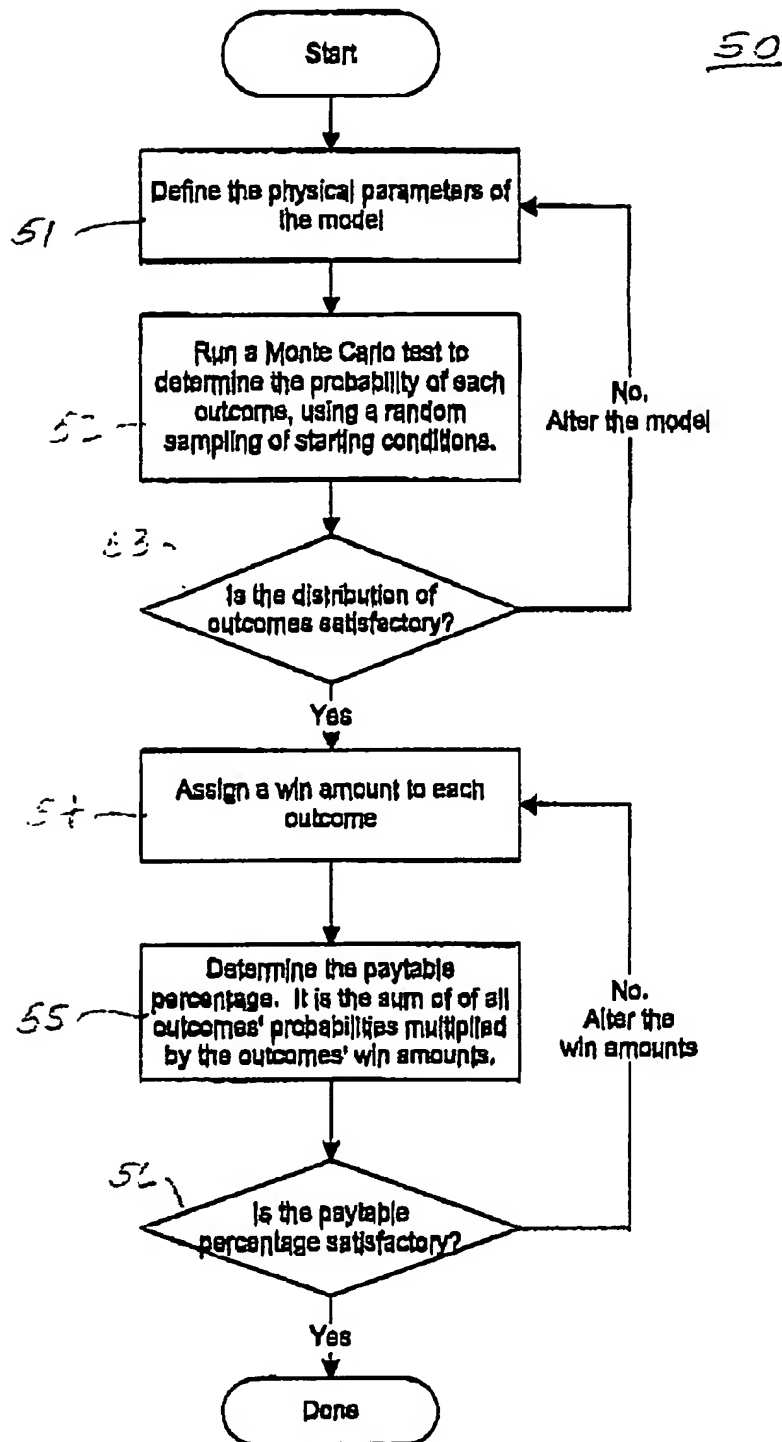 Start
50
Define the physical parameters of
the model
51
Run a Monte Carlo test to
determine the probability of each
outcome, using a random
sampling of starting conditions.
No.
Alter the model
Is the distribution of
outcomes satisfactory?
Yes
Assign a win amount to each
outcome
54
Determine the paytable
percentage. It is the sum of of all
outcomes' probabilities multiplied
by the outcomes' win amounts.
55
No.
Alter the
win amounts
Is the paytable
percentage satisfactory?
Yes
Done